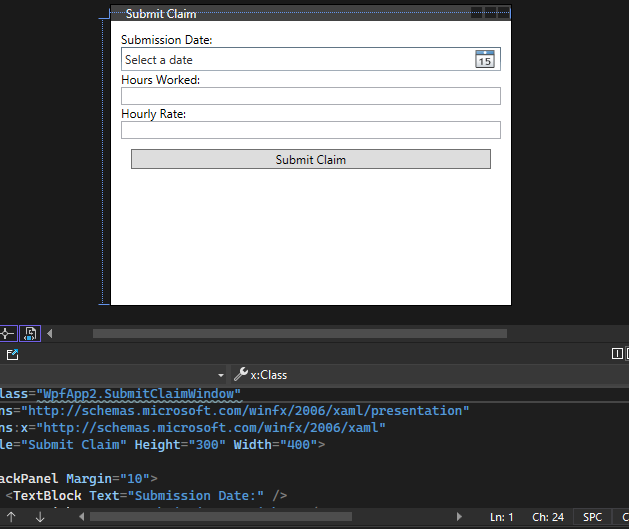 Submit Claim
Submission Date:
Select a date
15
Hours Worked:
Hourly Rate:
Submit Claim
x:Class
lass="WpfApp2.SubmitClaimWindow"
ns="http://schemas.microsoft.com/winfx/2006/xaml/presentation"
ns:x="http://schemas.microsoft.com/winfx/2006/xaml"
le="Submit Claim" Height="300" Width="400">
ackPanel Margin="10">
<TextBlock Text="Submission Date:" />
Ln: 1 Ch: 24 SPC